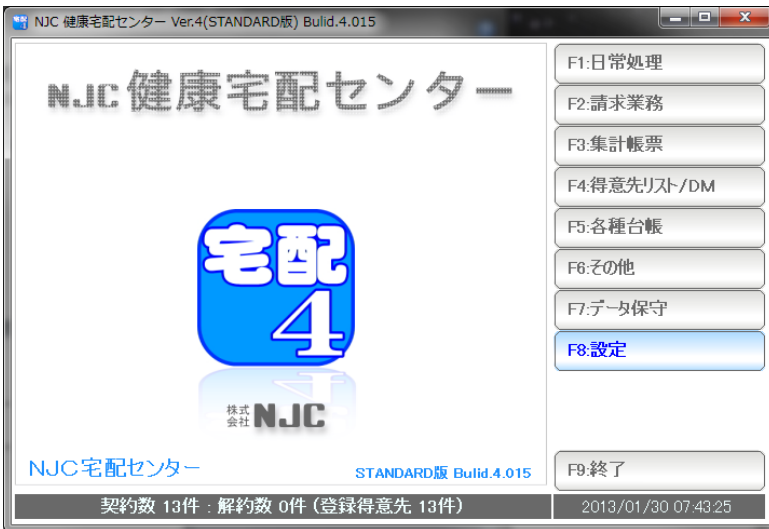 NJC 健康宅配センター Ver.4(STANDARD版) Bulid.4.015
NJC 健康宅配センター
宅配
4
株式
会社 NJC
NJC宅配センター
STANDARD版 Bulid.4.015
F1:日常処理
F2:請求業務
F3:集計帳票
F4:得意先リスト/DM
F5:各種台帳
F6:その他
F7:データ保守
F8:設定
F9:終了
契約数 13件 : 解約数 0件 (登録得意先 13件)
2013/01/30 07:43:25